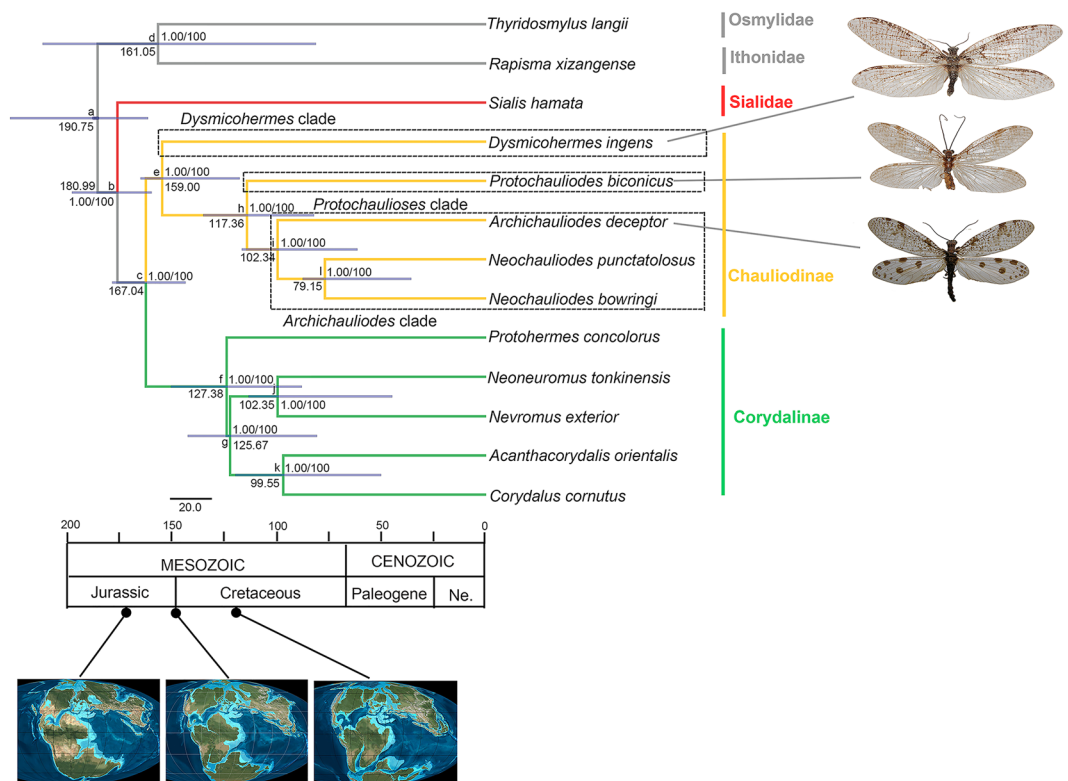 Thyridosmylus langii
Osmylidae
d 1.00/100
161.05
Ithonidae
Rapisma xizangense
Sialis hamata
Sialidae
a
190.75
Dysmicohermes clade
Dysmicohermes ingens
e 1.00/100
159.00
180.99 b
1.00/100
Protochauliodes biconicus
Protochaulioses clade
h 1.00/100
117.36
Archichauliodes deceptor
i 1.00/100
102.34
Neochauliodes punctatolosus
l 1.00/100
79.15
Chauliodinae
c 1.00/100
167.04
Neochauliodes bowringi
Archichauliodes clade
Protohermes concolorus
f 1.00/100
127.38
Neoneuromus tonkinensis
j
102.35 1.00/100
Nevromus exterior
Corydalinae
g 1.00/100
125.67
Acanthacorydalis orientalis
k 1.00/100
99.55
Corydalus cornutus
20.0
200 150 100 50 0
MESOZOIC CENOZOIC
Jurassic Cretaceous Paleogene Ne.